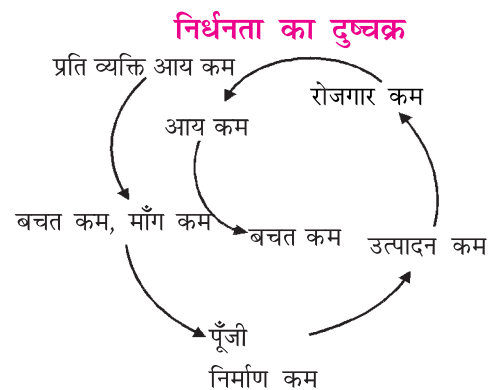 निर्धनता का दुष्चक्र
प्रति व्यक्ति आय कम
रोजगार कम
आय कम
बचत कम, माँग कम
बचत कम
उत्पादन कम
पूँजी
निर्माण कम